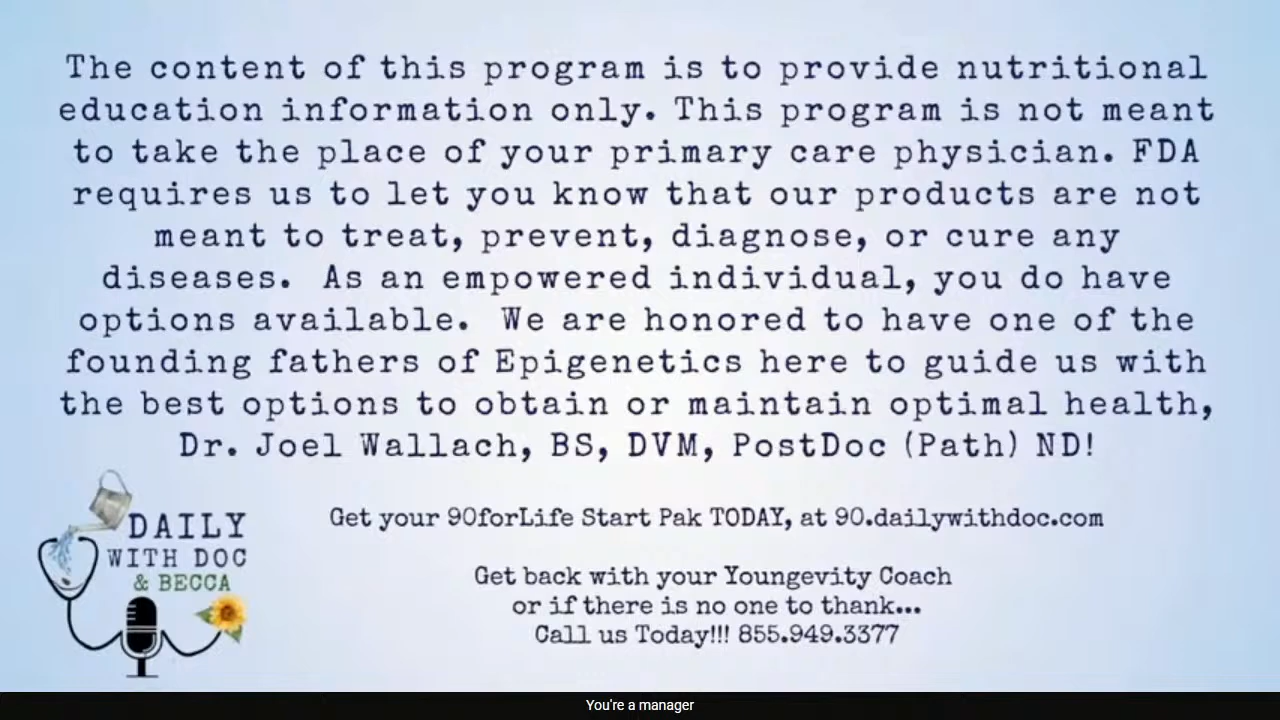 The content of this program is to provide nutritional
education information only. This program is not meant
to take the place of your primary care physician. FDA
requires us to let you know that our products are not
meant to treat, prevent, diagnose, or cure any
diseases. As an empowered individual, you do have
options available. We are honored to have one of the
founding fathers of Epigenetics here to guide us with
the best options to obtain or maintain optimal health,
Dr. Joel Wallach, BS, DVM, PostDoc (Path) ND!
DAILY
WITH DOC
& BECCA
Get your 90forLife Start Pak TODAY, at 90.dailywithdoc.com
Get back with your Youngevity Coach
or if there is no one to thank...
Call us Today!!! 855.949.3377
You're a manager